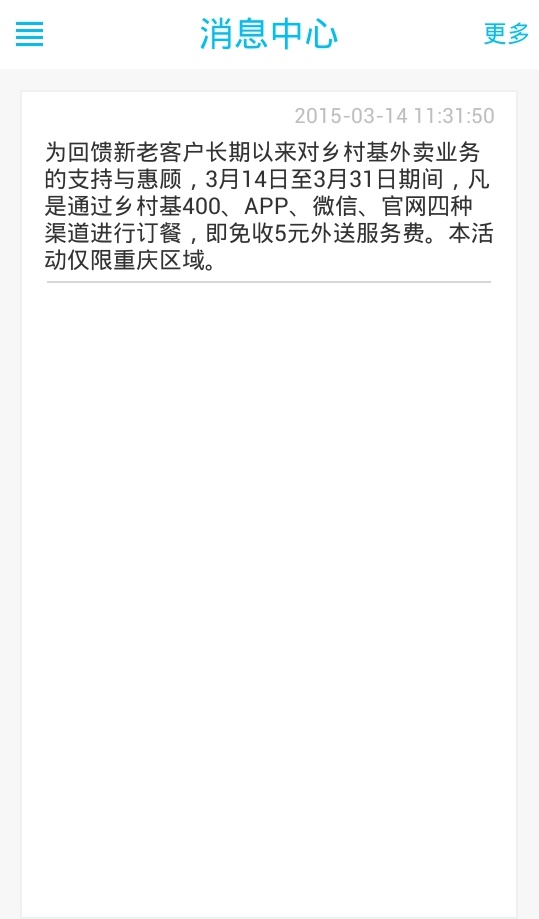 消息中心
更多
2015-03-14 11:31:50
为回馈新老客户长期以来对乡村基外卖业务
的支持与惠顾，3月14日至3月31日期间，凡
是通过乡村基400、APP、微信、官网四种
渠道进行订餐，即免收5元外送服务费。本活
动仅限重庆区域。